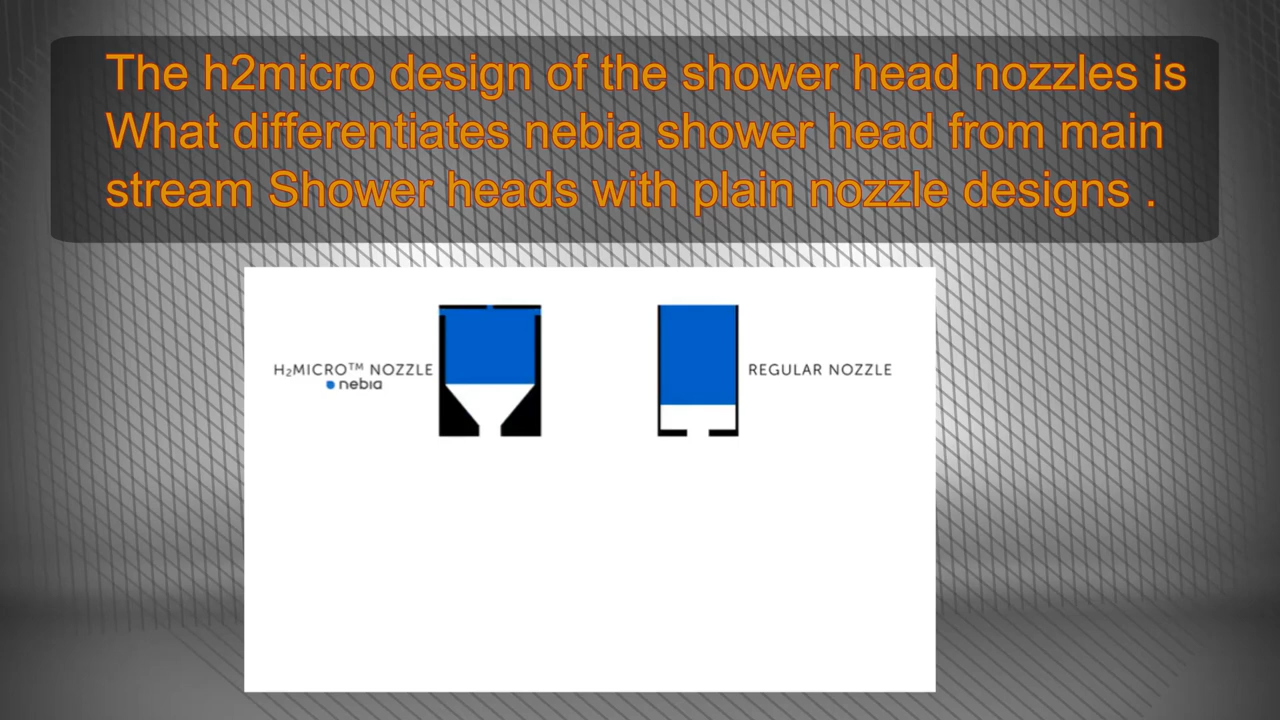 The h2micro design of the shower head nozzles is
What differentiates nebia shower head from main
stream Shower heads with plain nozzle designs .
H₂MICRO™ NOZZLE
nebia
REGULAR NOZZLE